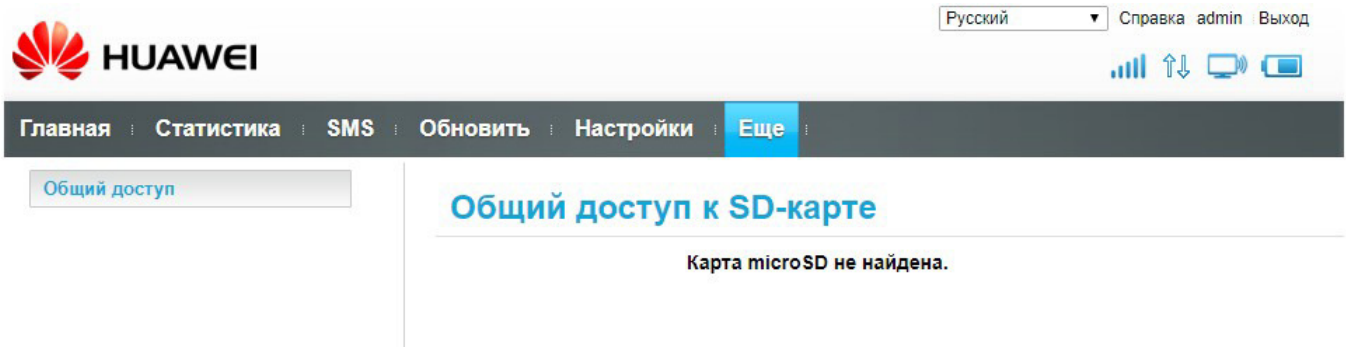 Русский Справка admin Выход
HUAWEI
Главная Статистика SMS Обновить Настройки Еще
Общий доступ
Общий доступ к SD-карте
Карта microSD не найдена.